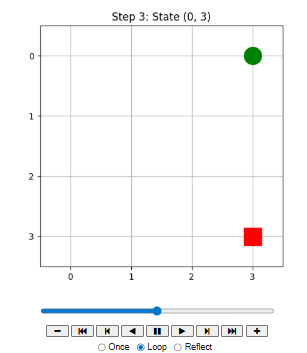 Step 3: State (0, 3)
0
1
2
3
0 1 2 3
Once Loop Reflect